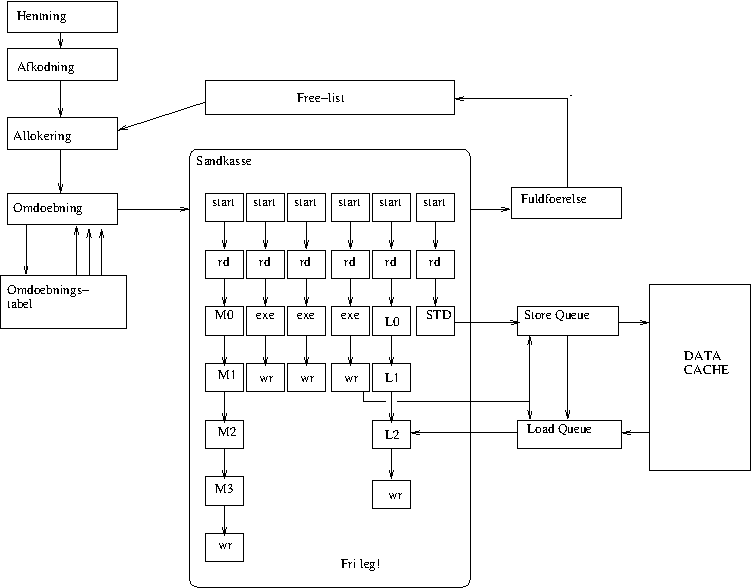 Hentning
Afkodning
Free-list
Allokering
Sandkasse
Omdoebning
Fuldfoerelse
start start start start start start
rd rd rd rd rd rd
Omdoebnings-
tabel
M0 exe exe exe L0 STD
Store Queue
DATA
CACHE
M1 wr wr wr L1
M2 L2
Load Queue
M3 wr
wr
Fri leg!